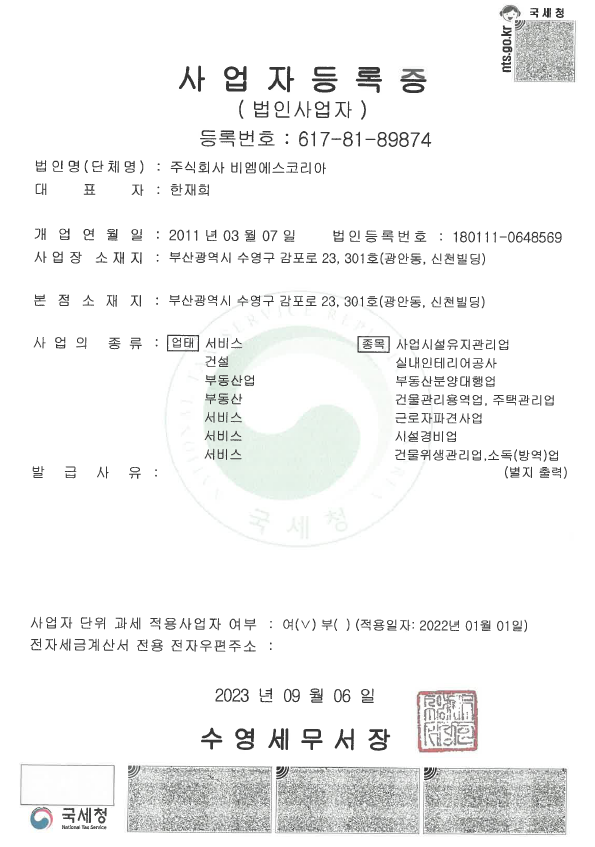 국세청
nts.go.kr
사업자등록증
( 법인사업자 )
등록번호 : 617-81-89874
법인명(단체명) : 주식회사 비엠에스코리아
대 표 자 : 한재희
개 업 연 월 일 : 2011 년 03 월 07 일 법인등록번호 : 180111-0648569
사업장 소재지 : 부산광역시 수영구 감포로 23, 301호(광안동, 신천빌딩)
본 점 소 재 지 : 부산광역시 수영구 감포로 23, 301호(광안동, 신천빌딩)
사 업 의 종 류 : 업태 서비스 종목 사업시설유지관리업
건설 실내인테리어공사
부동산업 부동산분양대행업
부동산 건물관리용역업, 주택관리업
서비스 근로자파견사업
서비스 시설경비업
서비스 건물위생관리업,소독(방역)업
발 급 사 유 : (별지 출력)
NATIONAL TAX SERVICE REPUBLIC OF KOREA
국세청
사업자 단위 과세 적용사업자 여부 : 여(∨) 부( ) (적용일자: 2022년 01월 01일)
전자세금계산서 전용 전자우편주소 :
2023 년 09 월 06 일
수영세무서장
국세청
National Tax Service